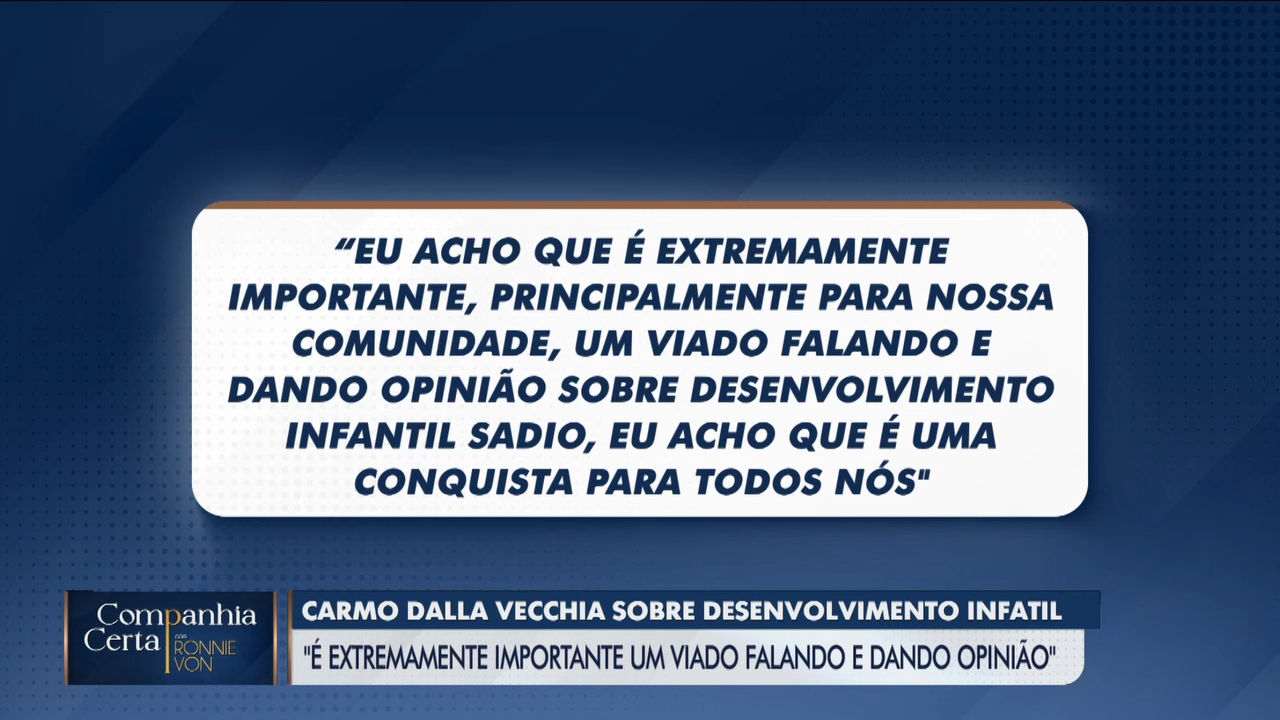 “EU ACHO QUE É EXTREMAMENTE
IMPORTANTE, PRINCIPALMENTE PARA NOSSA
COMUNIDADE, UM VIADO FALANDO E
DANDO OPINIÃO SOBRE DESENVOLVIMENTO
INFANTIL SADIO, EU ACHO QUE É UMA
CONQUISTA PARA TODOS NÓS"
Companhia
Certa
com
RONNIE
VON
CARMO DALLA VECCHIA SOBRE DESENVOLVIMENTO INFATIL
"É EXTREMAMENTE IMPORTANTE UM VIADO FALANDO E DANDO OPINIÃO"